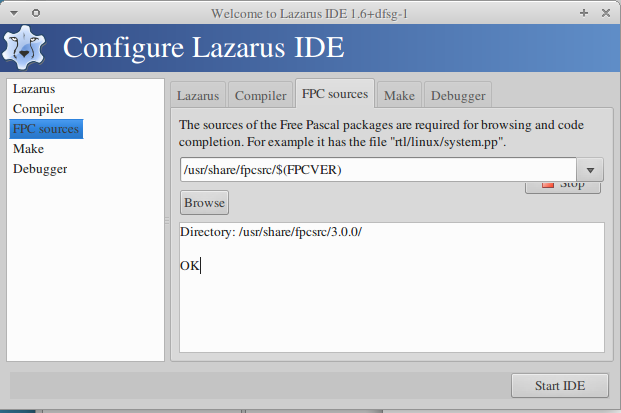 Welcome to Lazarus IDE 1.6+dfsg-1
Configure Lazarus IDE
Lazarus
Compiler
FPC sources
Make
Debugger
Lazarus
Compiler
FPC sources
Make
Debugger
The sources of the Free Pascal packages are required for browsing and code
completion. For example it has the file "rtl/linux/system.pp".
/usr/share/fpcsrc/$(FPCVER)
Stop
Browse
Directory: /usr/share/fpcsrc/3.0.0/
OK
Start IDE